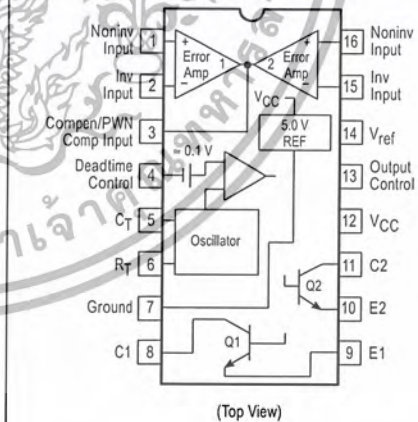 Noninv
Input
1
+
Error
Amp
1
2
+
Error
Amp
16
Noninv
Input
Inv
Input
2
–
–
15
Inv
Input
VCC
Compen/PWN
Comp Input
3
5.0 V
REF
14
Vref
Deadtime
Control
4
0.1 V
13
Output
Control
CT
5
Oscillator
12
VCC
RT
6
11
C2
Q2
Ground
7
10
E2
C1
8
Q1
9
E1
(Top View)